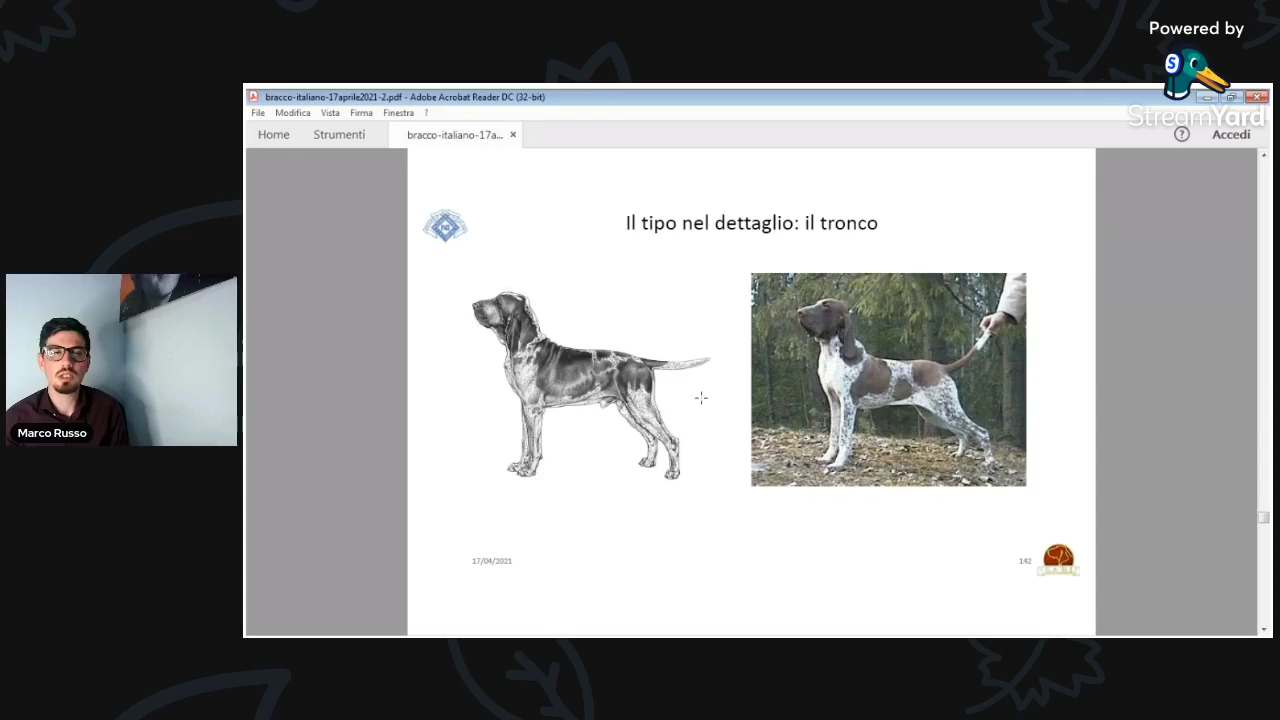 Powered by
StreamYard
bracco-italiano-17aprile2021-2.pdf - Adobe Acrobat Reader DC (32-bit)
File Modifica Vista Firma Finestra ?
Home Strumenti bracco-italiano-17a... × ? Accedi
Il tipo nel dettaglio: il tronco
Marco Russo
17/04/2021
142